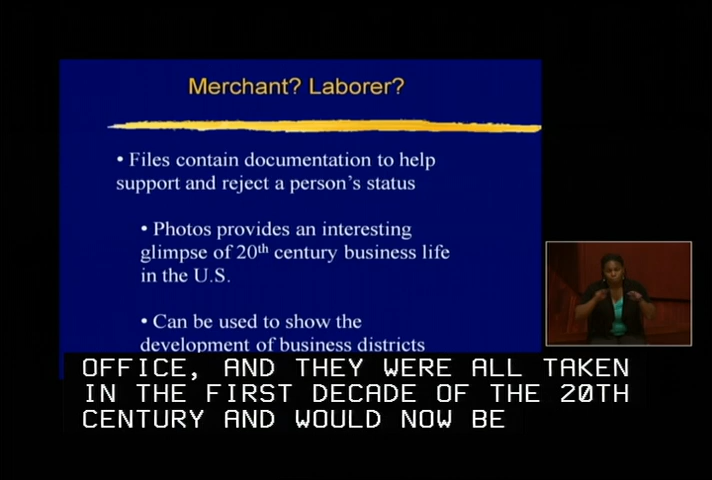 Merchant? Laborer?
• Files contain documentation to help
support and reject a person's status
• Photos provides an interesting
glimpse of 20th century business life
in the U.S.
• Can be used to show the
development of business districts
OFFICE, AND THEY WERE ALL TAKEN
IN THE FIRST DECADE OF THE 20TH
CENTURY AND WOULD NOW BE